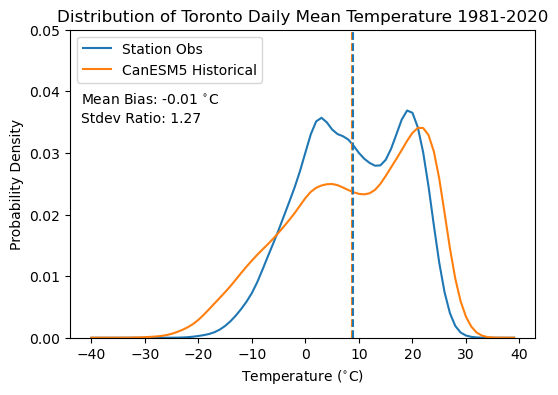 Distribution of Toronto Daily Mean Temperature 1981-2020
Station Obs
CanESM5 Historical
Mean Bias: -0.01 °C
Stdev Ratio: 1.27
Probability Density
0.05
0.04
0.03
0.02
0.01
0.00
−40 −30 −20 −10 0 10 20 30 40
Temperature (°C)